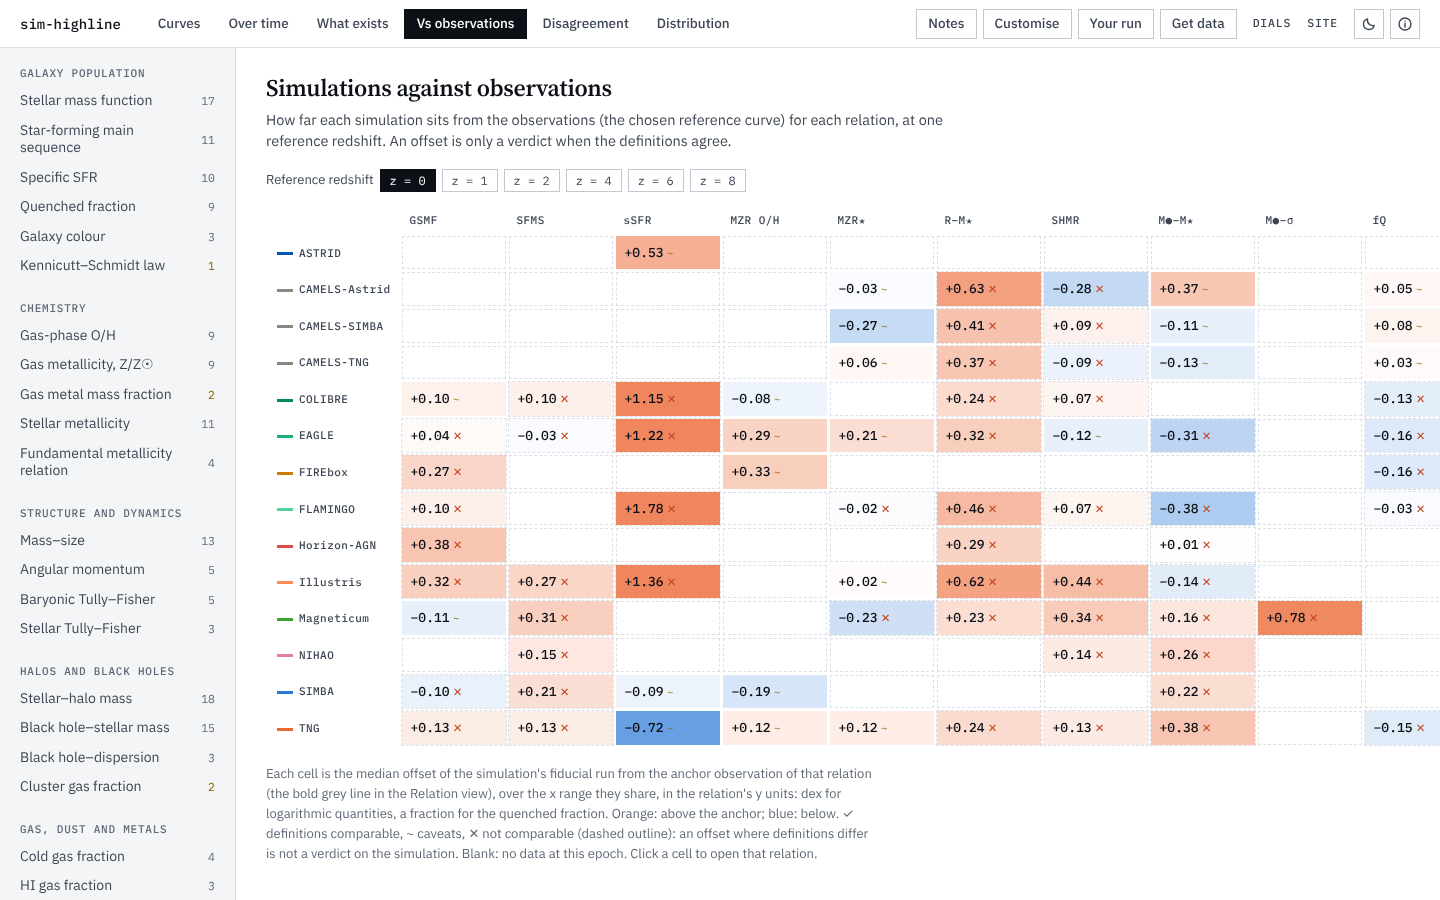 sim-highline Curves Over time What exists Vs observations Disagreement Distribution Notes Customise Your run Get data DIALS SITE
GALAXY POPULATION
Stellar mass function 17
Star-forming main
sequence 11
Specific SFR 10
Quenched fraction 9
Galaxy colour 3
Kennicutt–Schmidt law 1
CHEMISTRY
Gas-phase O/H 9
Gas metallicity, Z/Z☉ 9
Gas metal mass fraction 2
Stellar metallicity 11
Fundamental metallicity
relation 4
STRUCTURE AND DYNAMICS
Mass–size 13
Angular momentum 5
Baryonic Tully–Fisher 5
Stellar Tully–Fisher 3
HALOS AND BLACK HOLES
Stellar–halo mass 18
Black hole–stellar mass 15
Black hole–dispersion 3
Cluster gas fraction 2
GAS, DUST AND METALS
Cold gas fraction 4
HI gas fraction 3
Simulations against observations
How far each simulation sits from the observations (the chosen reference curve) for each relation, at one
reference redshift. An offset is only a verdict when the definitions agree.
Reference redshift z = 0 z = 1 z = 2 z = 4 z = 6 z = 8
GSMF SFMS sSFR MZR O/H MZR★ R–M★ SHMR M●–M★ M●–σ fQ
ASTRID +0.53 ~
CAMELS-Astrid −0.03 ~ +0.63 ✕ −0.28 ✕ +0.37 ~ +0.05 ~
CAMELS-SIMBA −0.27 ~ +0.41 ✕ +0.09 ✕ −0.11 ~ +0.08 ~
CAMELS-TNG +0.06 ~ +0.37 ✕ −0.09 ✕ −0.13 ~ +0.03 ~
COLIBRE +0.10 ~ +0.10 ✕ +1.15 ✕ −0.08 ~ +0.24 ✕ +0.07 ✕ −0.13 ✕
EAGLE +0.04 ✕ −0.03 ✕ +1.22 ✕ +0.29 ~ +0.21 ~ +0.32 ✕ −0.12 ~ −0.31 ✕ −0.16 ✕
FIREbox +0.27 ✕ +0.33 ~ −0.16 ✕
FLAMINGO +0.10 ✕ +1.78 ✕ −0.02 ✕ +0.46 ✕ +0.07 ✕ −0.38 ✕ −0.03 ✕
Horizon-AGN +0.38 ✕ +0.29 ✕ +0.01 ✕
Illustris +0.32 ✕ +0.27 ✕ +1.36 ✕ +0.02 ~ +0.62 ✕ +0.44 ✕ −0.14 ✕
Magneticum −0.11 ~ +0.31 ✕ −0.23 ✕ +0.23 ✕ +0.34 ✕ +0.16 ✕ +0.78 ✕
NIHAO +0.15 ✕ +0.14 ✕ +0.26 ✕
SIMBA −0.10 ✕ +0.21 ✕ −0.09 ~ −0.19 ~ +0.22 ✕
TNG +0.13 ✕ +0.13 ✕ −0.72 ~ +0.12 ~ +0.12 ~ +0.24 ✕ +0.13 ✕ +0.38 ✕ −0.15 ✕
Each cell is the median offset of the simulation's fiducial run from the anchor observation of that relation
(the bold grey line in the Relation view), over the x range they share, in the relation's y units: dex for
logarithmic quantities, a fraction for the quenched fraction. Orange: above the anchor; blue: below. ✓
definitions comparable, ~ caveats, ✕ not comparable (dashed outline): an offset where definitions differ
is not a verdict on the simulation. Blank: no data at this epoch. Click a cell to open that relation.